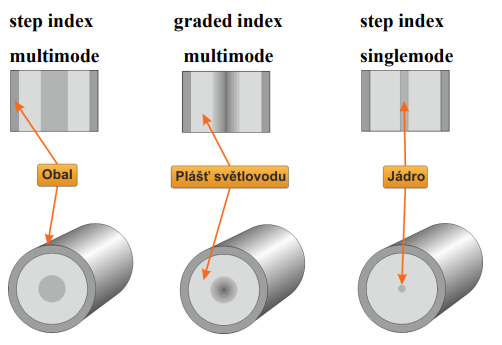 step index
multimode
graded index
multimode
step index
singlemode
Obal
Plášť světlovodu
Jádro